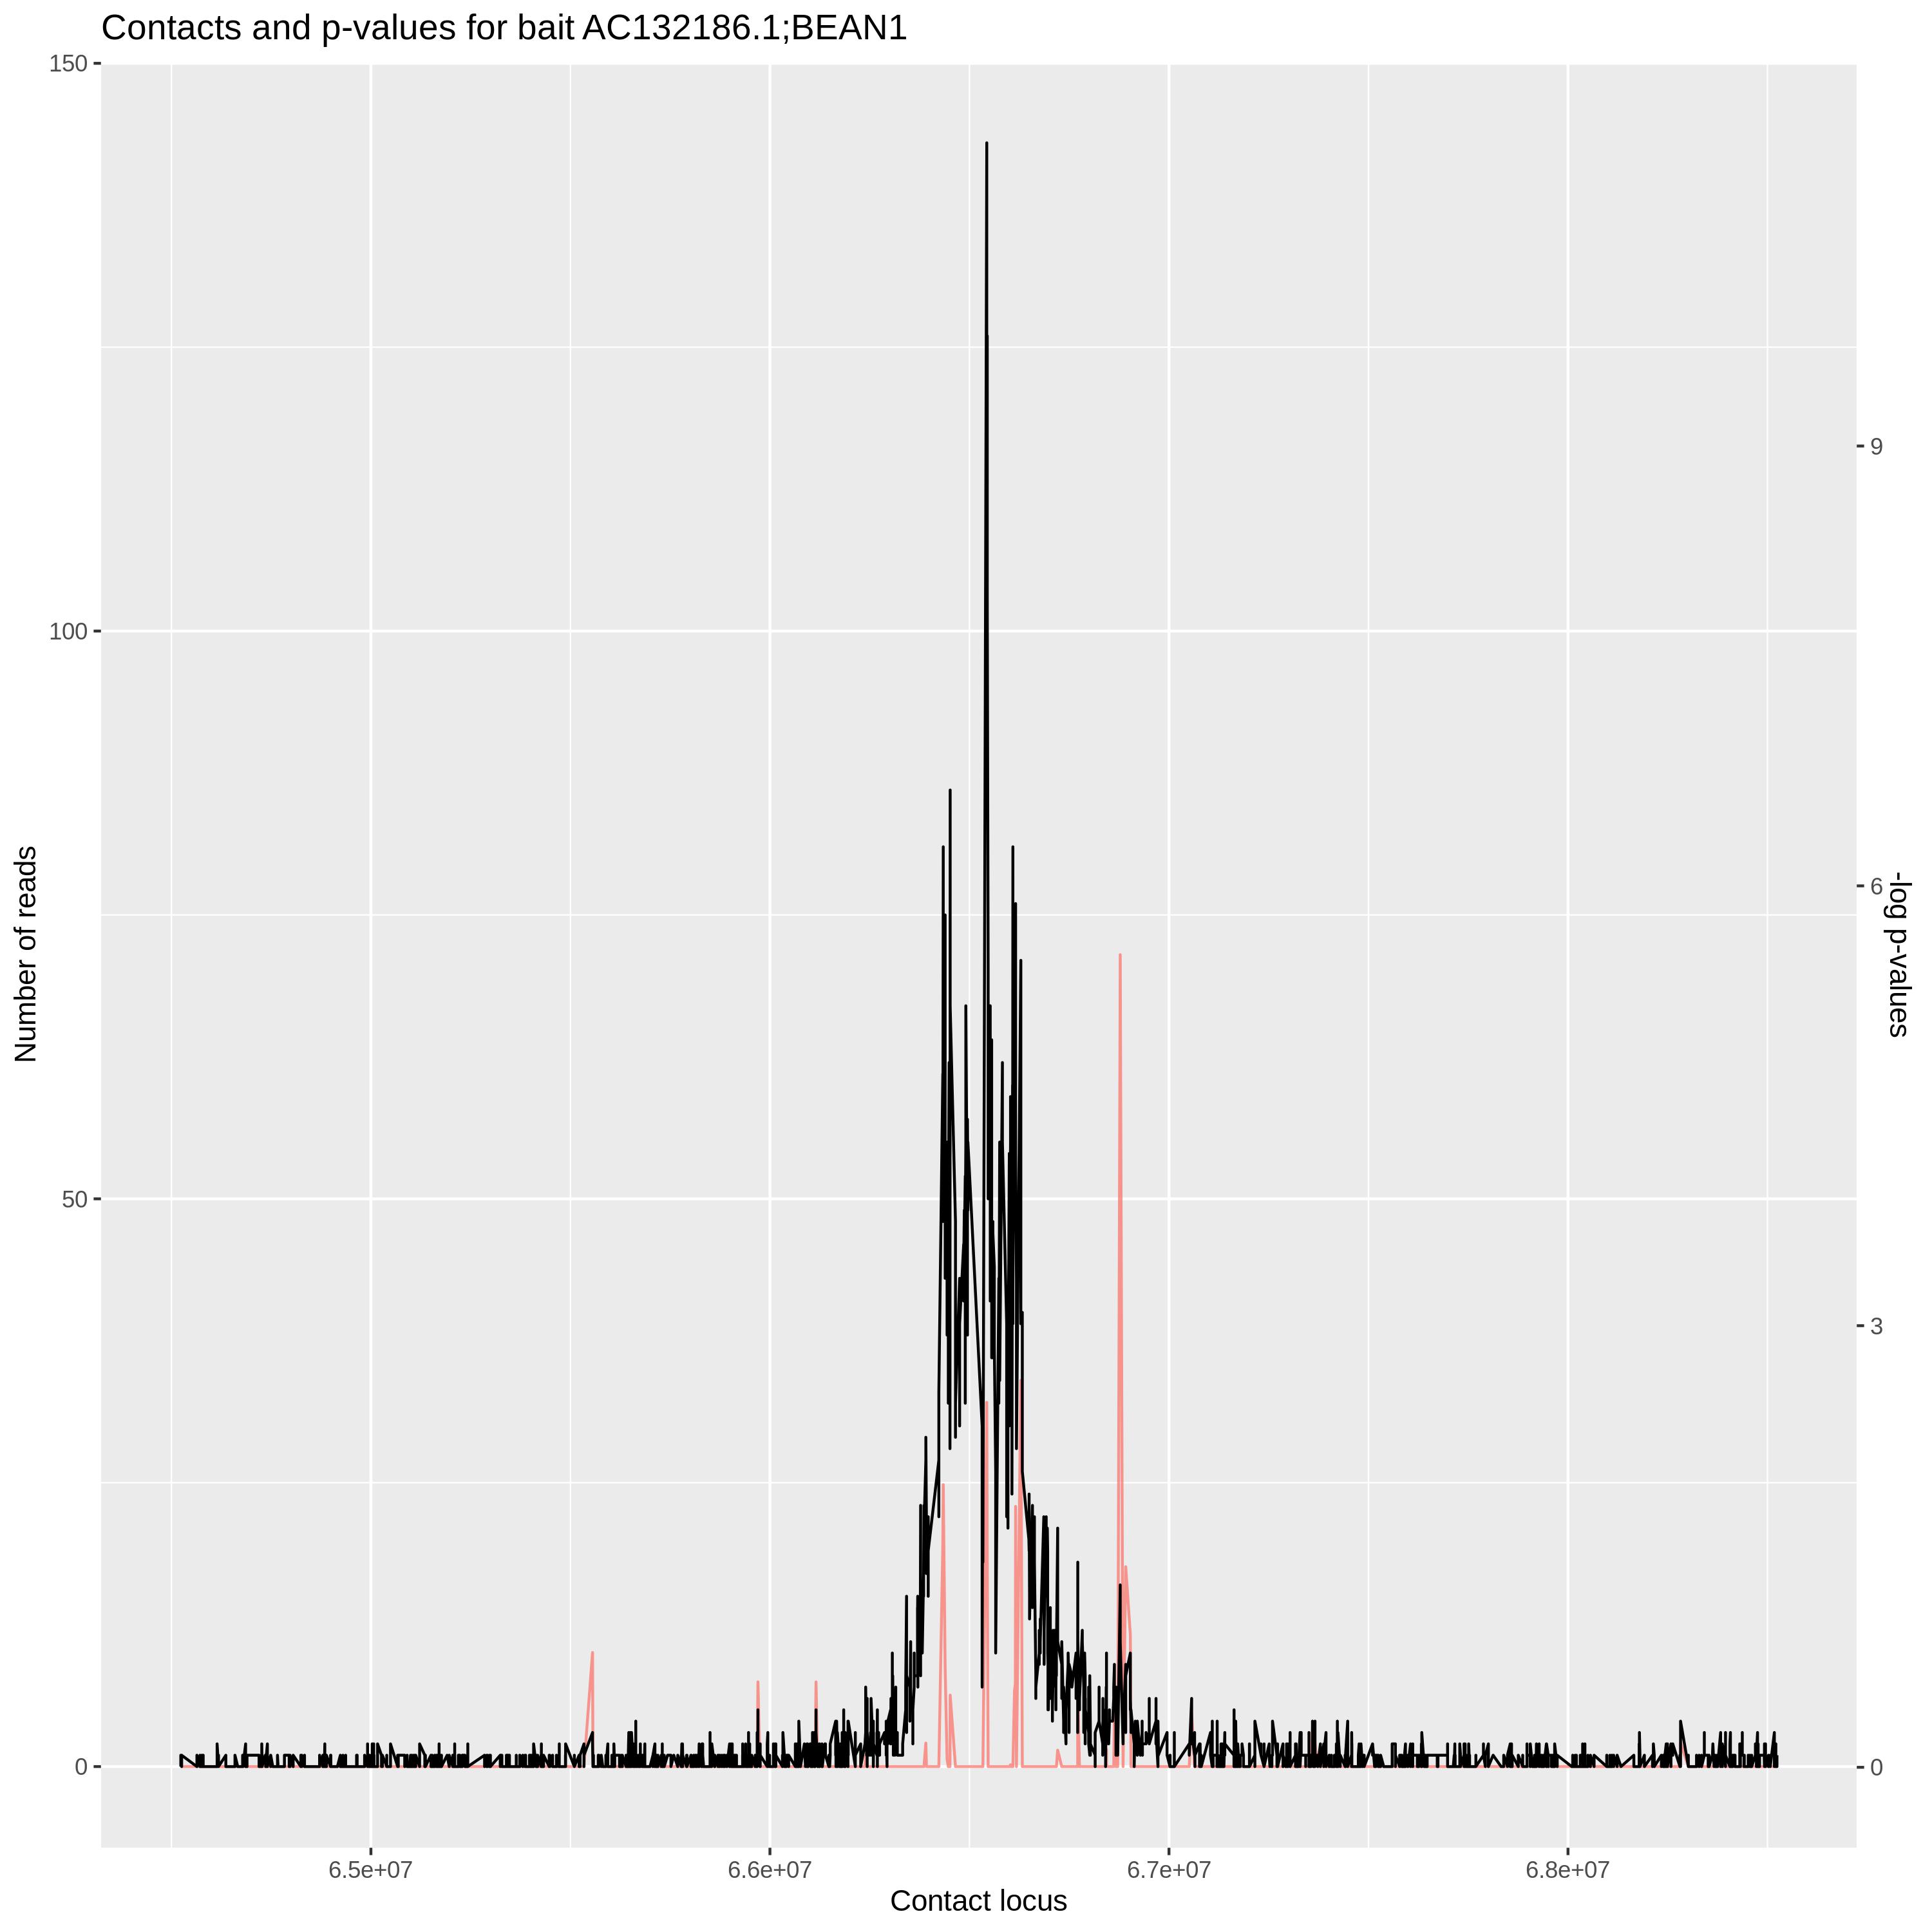 Contacts and p-values for bait AC132186.1;BEAN1
150
100
50
0
Number of reads
9
6
3
0
-log p-values
6.5e+07 6.6e+07 6.7e+07 6.8e+07
Contact locus